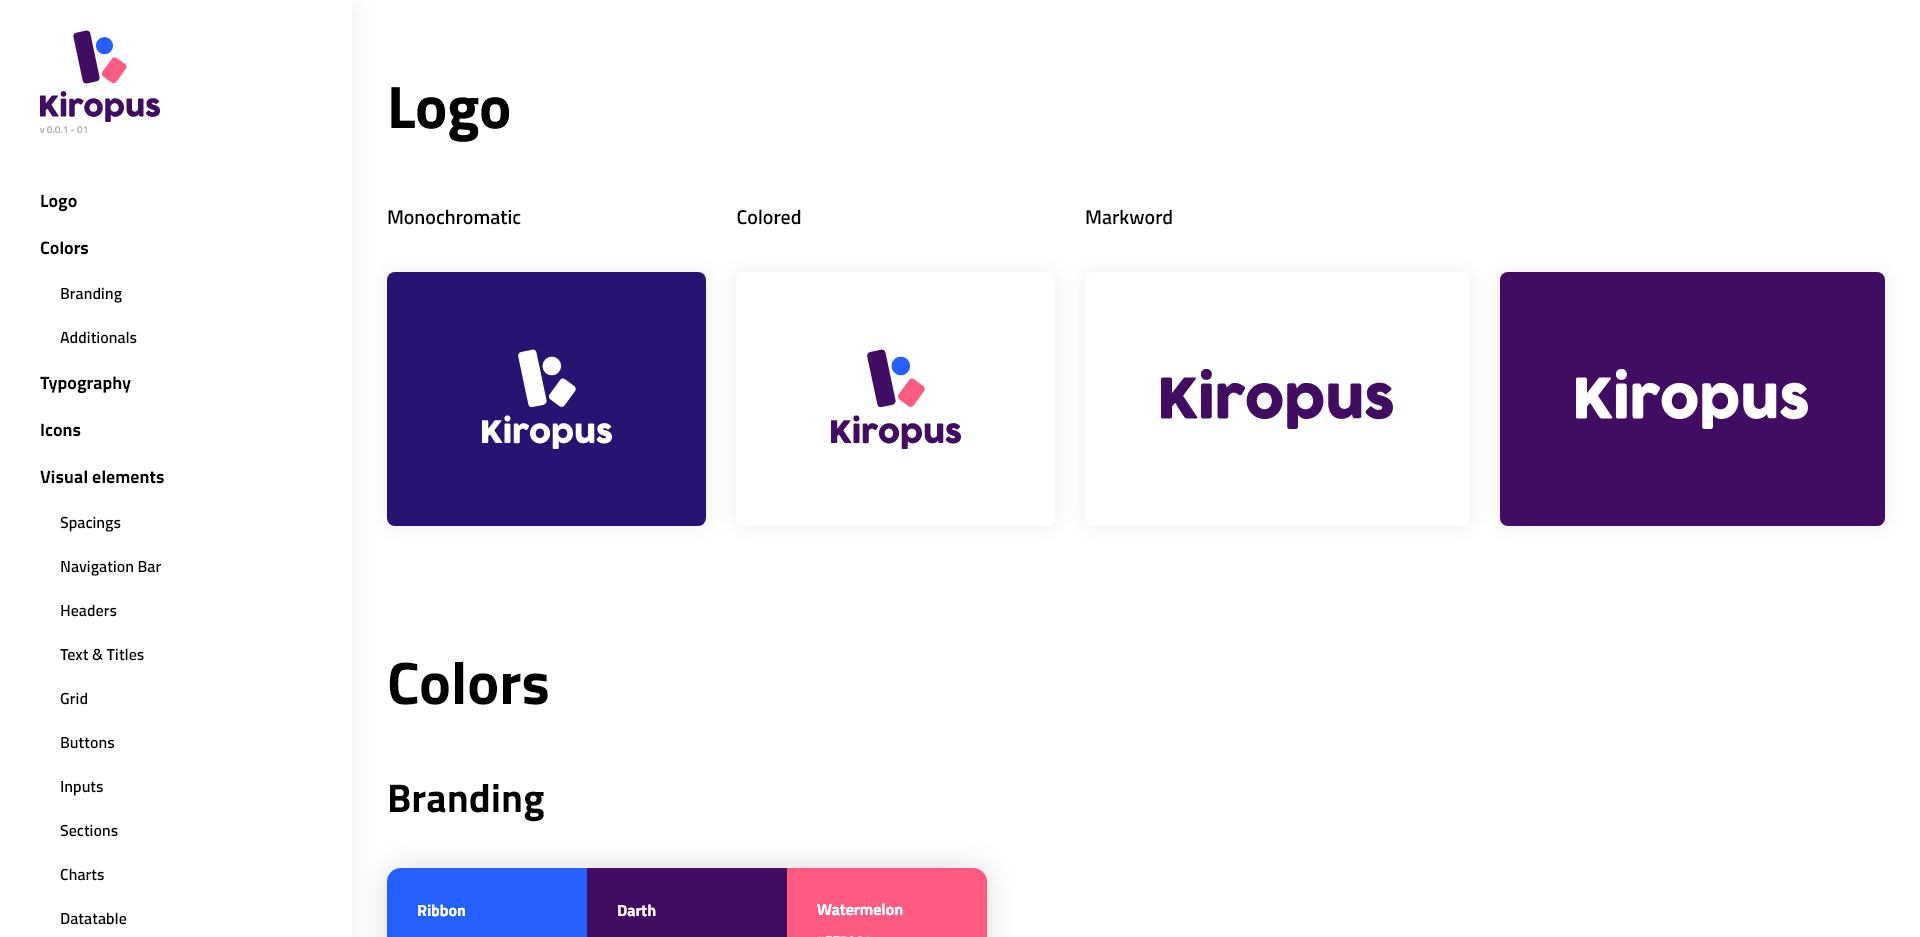 Kiropus
v 0.0.1 - 01
Logo
Colors
Branding
Additionals
Typography
Icons
Visual elements
Spacings
Navigation Bar
Headers
Text & Titles
Grid
Buttons
Inputs
Sections
Charts
Datatable
Logo
Monochromatic
Colored
Markword
Kiropus
Kiropus
Kiropus
Kiropus
Colors
Branding
Ribbon
Darth
Watermelon